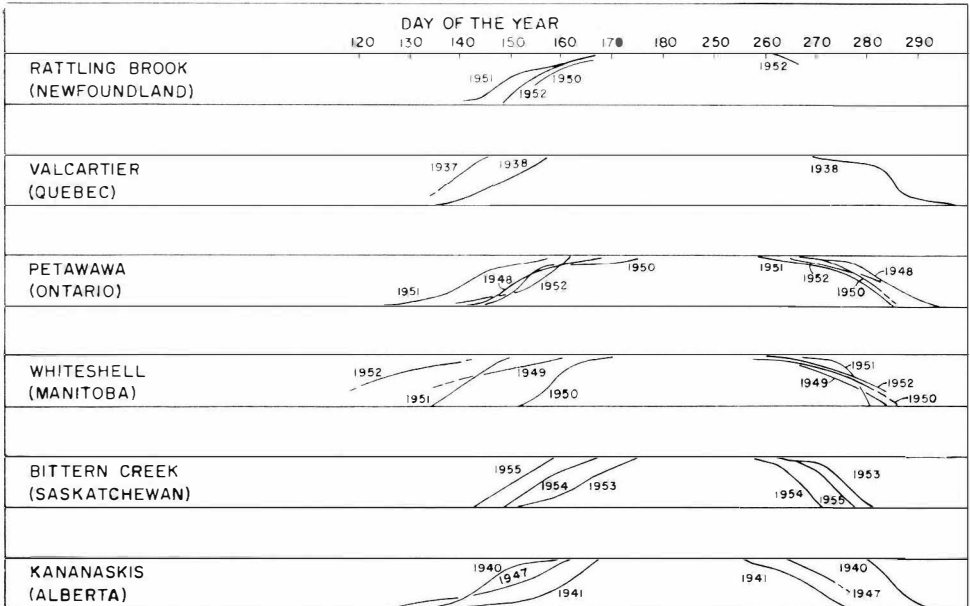 DAY OF THE YEAR
120 130 140 150 160 170 180 250 260 270 280 290
RATTLING BROOK
(NEWFOUNDLAND)
1951 1950 1952 1952
VALCARTIER
(QUEBEC)
1937 1938 1938
PETAWAWA
(ONTARIO)
1951 1948 1952 1950 1951 1952 1950 1948
WHITESHELL
(MANITOBA)
1952 1951 1949 1950 1949 1951 1952 1950
BITTERN CREEK
(SASKATCHEWAN)
1955 1954 1953 1954 1955 1953
KANANASKIS
(ALBERTA)
1940 1947 1941 1941 1940 1947